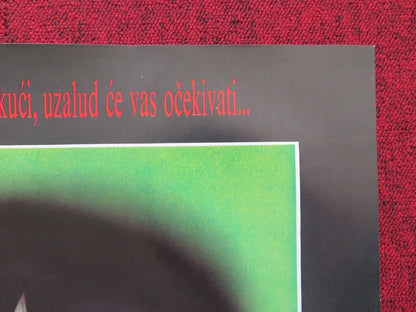 kući, uzalud će vas očekivati...